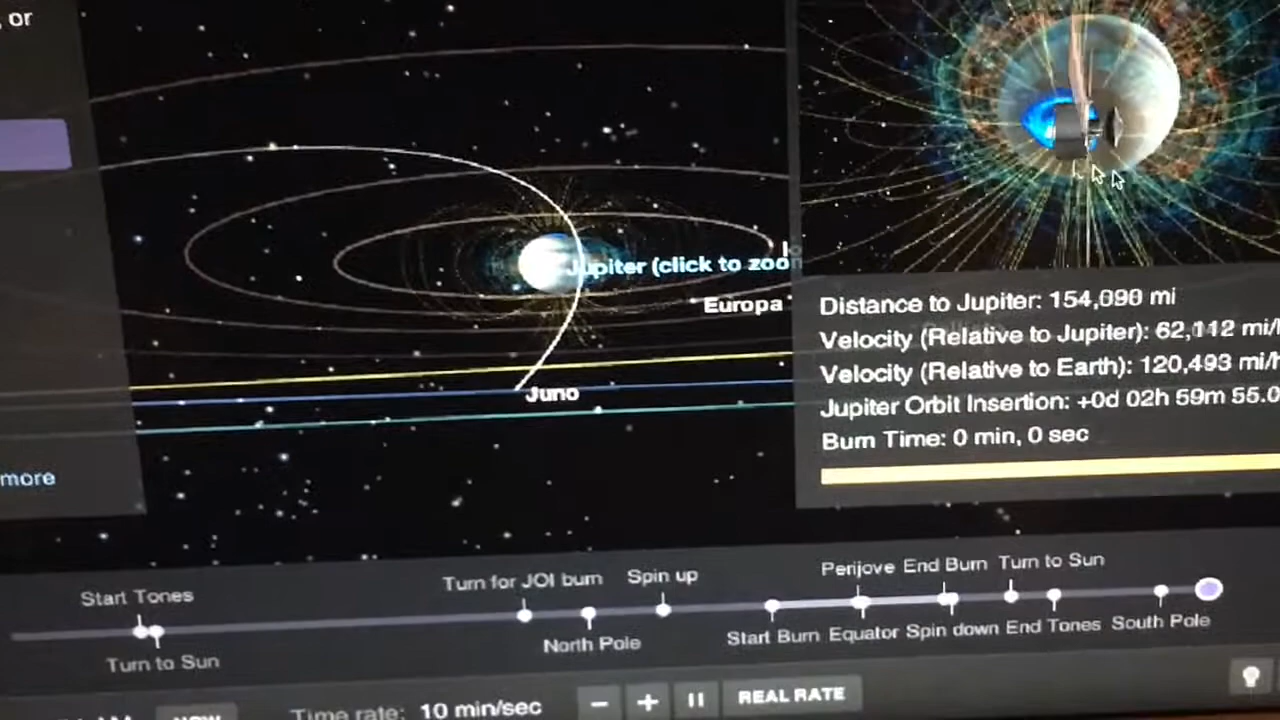 , or
more
Jupiter (click to zoo
Europa
Juno
Distance to Jupiter: 154,090 mi
Velocity (Relative to Jupiter): 62,112 mi/h
Velocity (Relative to Earth): 120,493 mi/h
Jupiter Orbit Insertion: +0d 02h 59m 55.0
Burn Time: 0 min, 0 sec
Start Tones
Turn to Sun
Turn for JOI burn
North Pole
Spin up
Start Burn
Perijove
Equator
End Burn
Spin down
Turn to Sun
End Tones
South Pole
NOW
Time rate: 10 min/sec
REAL RATE